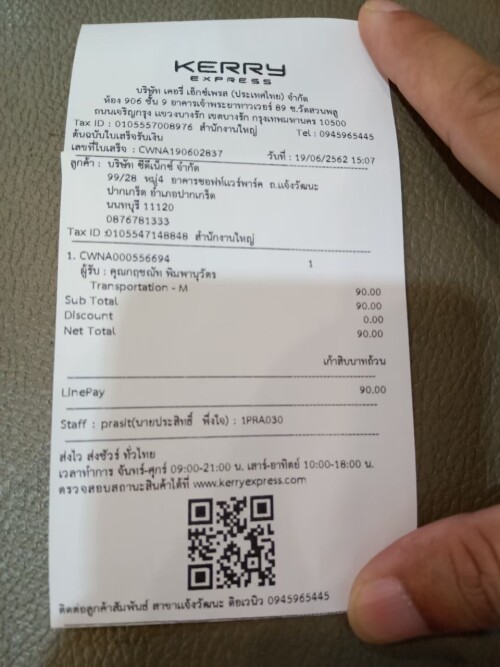 KERRY
EXPRESS
บริษัท เคอรี่ เอ็กซ์เพรส (ประเทศไทย) จำกัด
ห้อง 906 ชั้น 9 อาคารเจ้าพระยาทาวเวอร์ 89 ซ.วัดสวนพลู
ถนนเจริญกรุง แขวงบางรัก เขตบางรัก กรุงเทพมหานคร 10500
Tax ID : 0105557008976 สำนักงานใหญ่ Tel : 0945965445
ต้นฉบับใบเสร็จรับเงิน
เลขที่ใบเสร็จ : CWNA190602837 วันที่ : 19/06/2562 15:07
ลูกค้า : บริษัท ซีดีเน็กซ์ จำกัด
99/28 หมู่4 อาคารซอฟท์แวร์พาร์ค ถ.แจ้งวัฒนะ
ปากเกร็ด อำเภอปากเกร็ด
นนทบุรี 11120
0876781333
Tax ID :0105547148848 สำนักงานใหญ่
1. CWNA000556694 1
ผู้รับ : คุณกฤชณัท พิมพานุวัตร
Transportation - M 90.00
Sub Total 90.00
Discount 0.00
Net Total 90.00
เก้าสิบบาทถ้วน
LinePay 90.00
Staff : prasit(นายประสิทธิ์ พึ่งใจ) : 1PRA030
ส่งไว ส่งชัวร์ ทั่วไทย
เวลาทำการ จันทร์-ศุกร์ 09:00-21:00 น. เสาร์-อาทิตย์ 10:00-18:00 น.
ตรวจสอบสถานะสินค้าได้ที่ www.kerryexpress.com
ติดต่อลูกค้าสัมพันธ์ สาขาแจ้งวัฒนะ ดิอเวนิว 0945965445